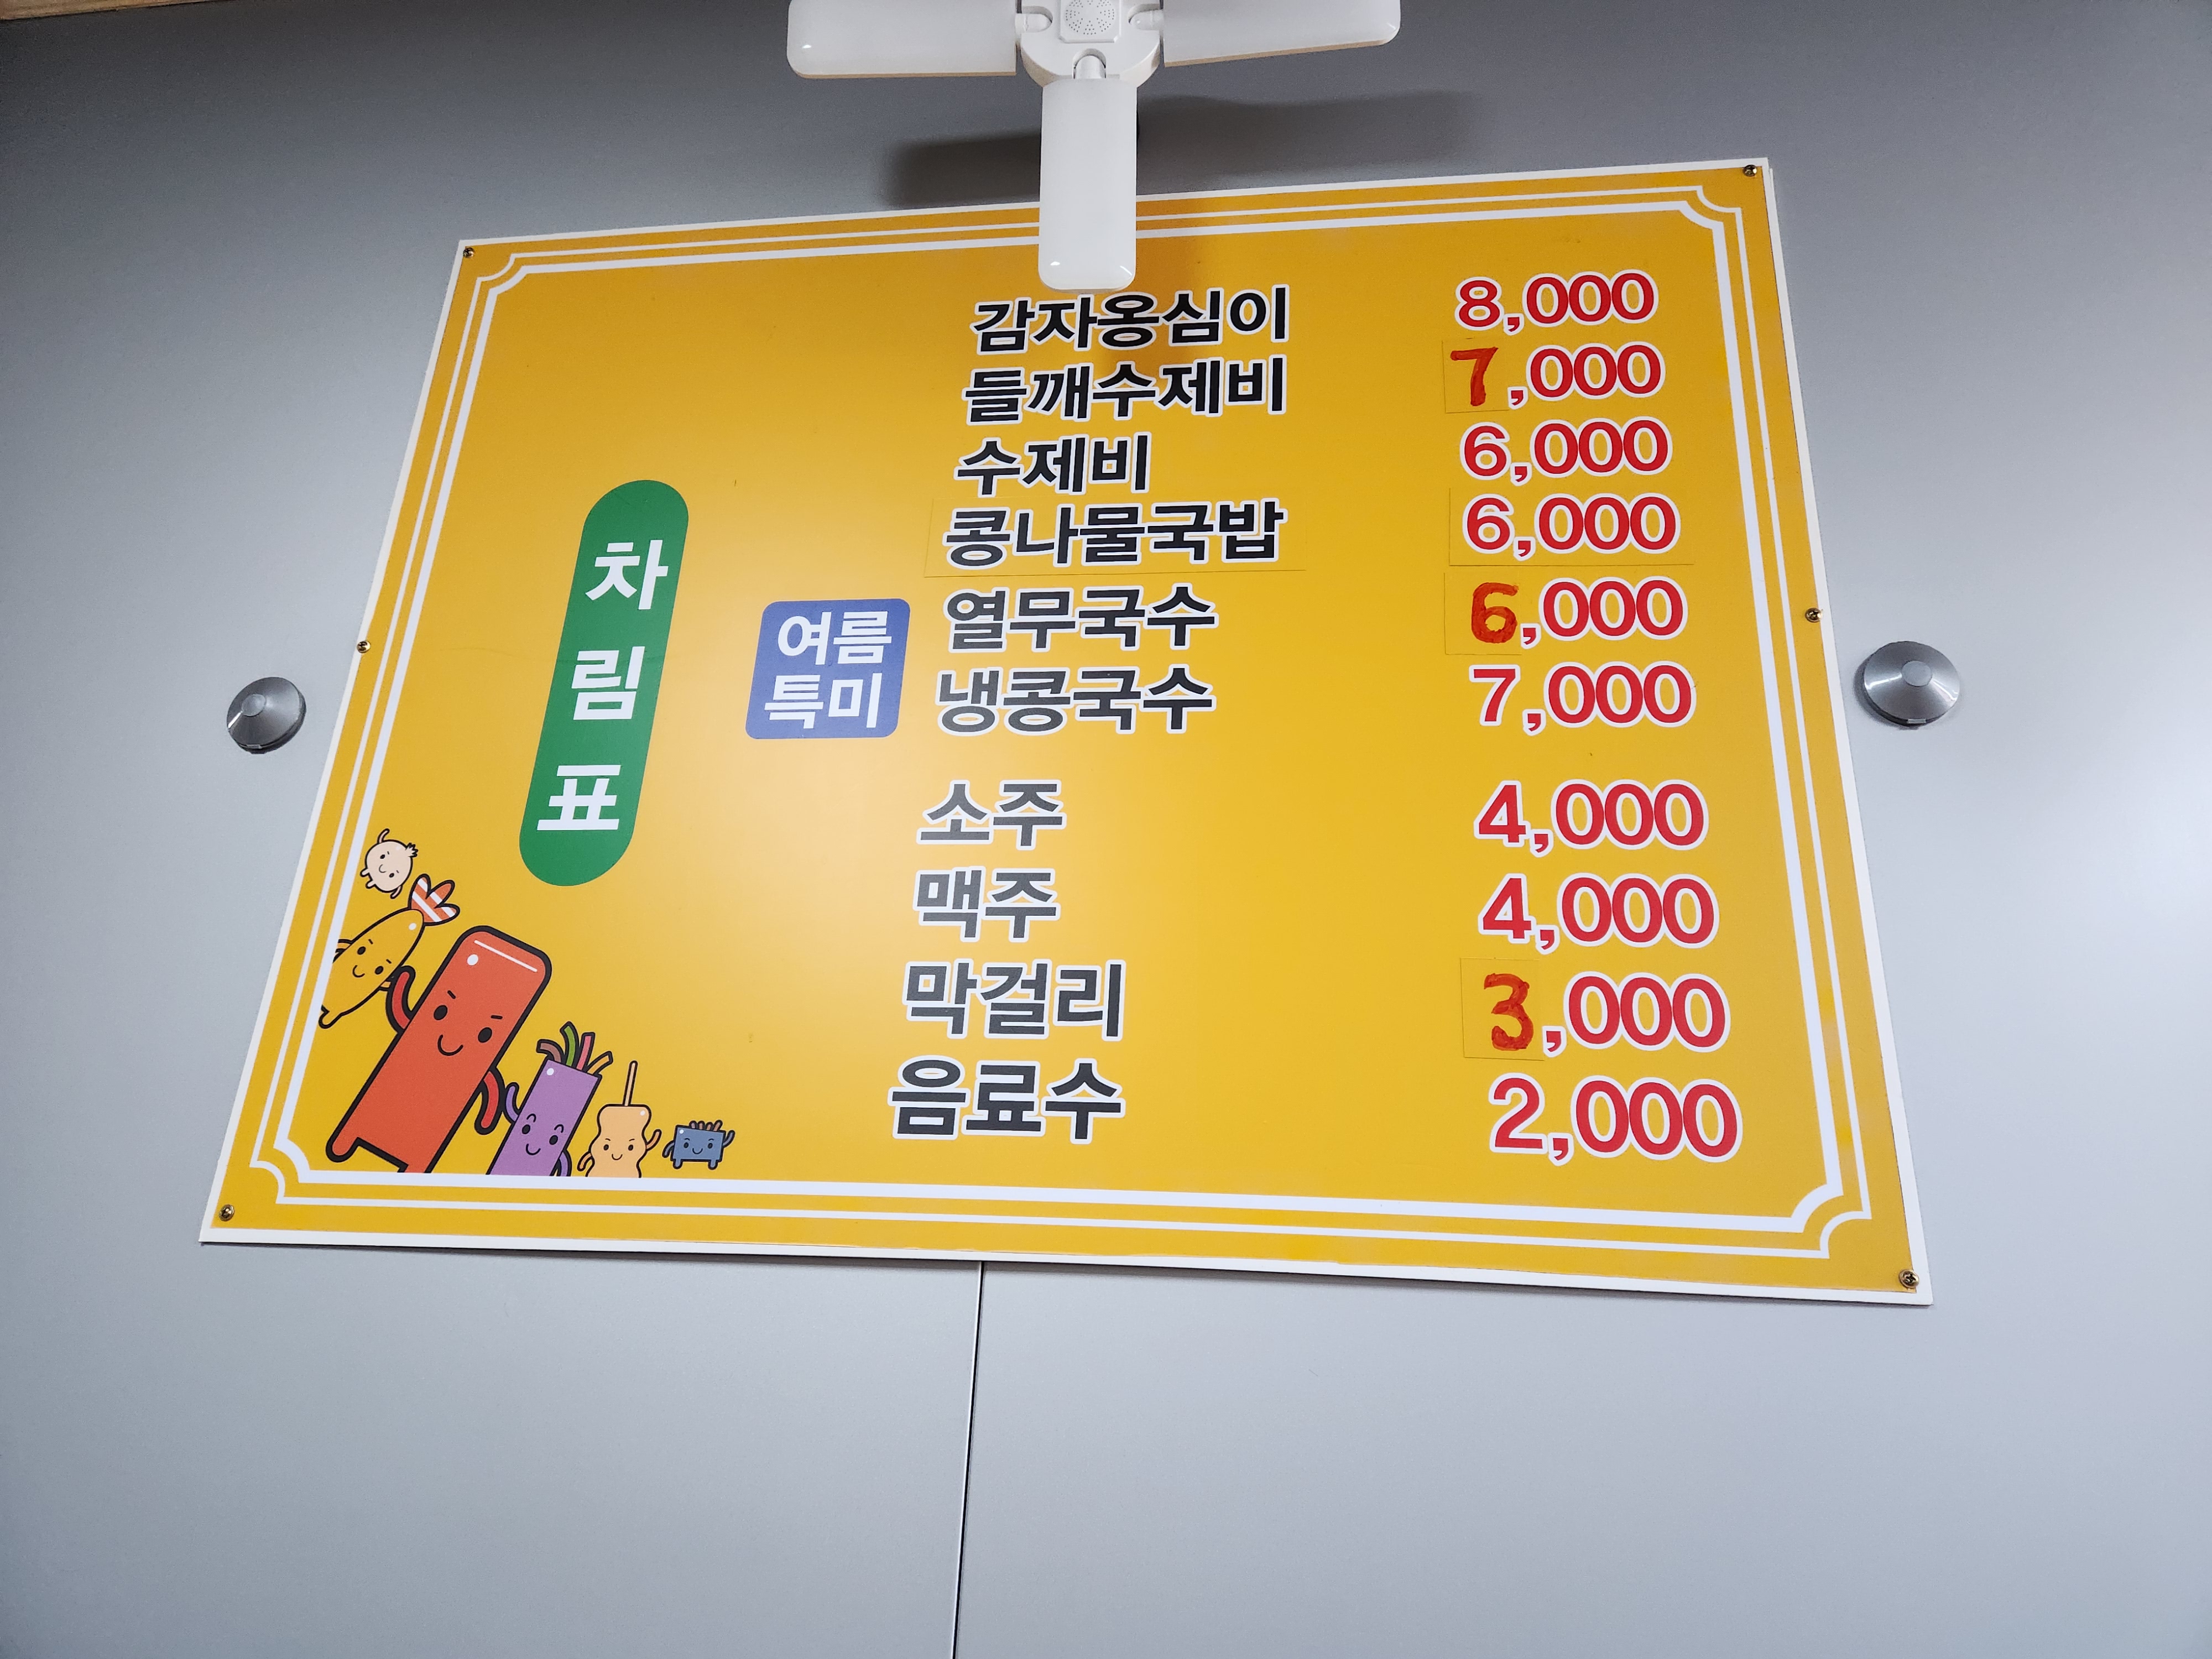 차림표
감자옹심이 8,000
들깨수제비 7,000
수제비 6,000
콩나물국밥 6,000
여름
특미
열무국수 6,000
냉콩국수 7,000
소주 4,000
맥주 4,000
막걸리 3,000
음료수 2,000